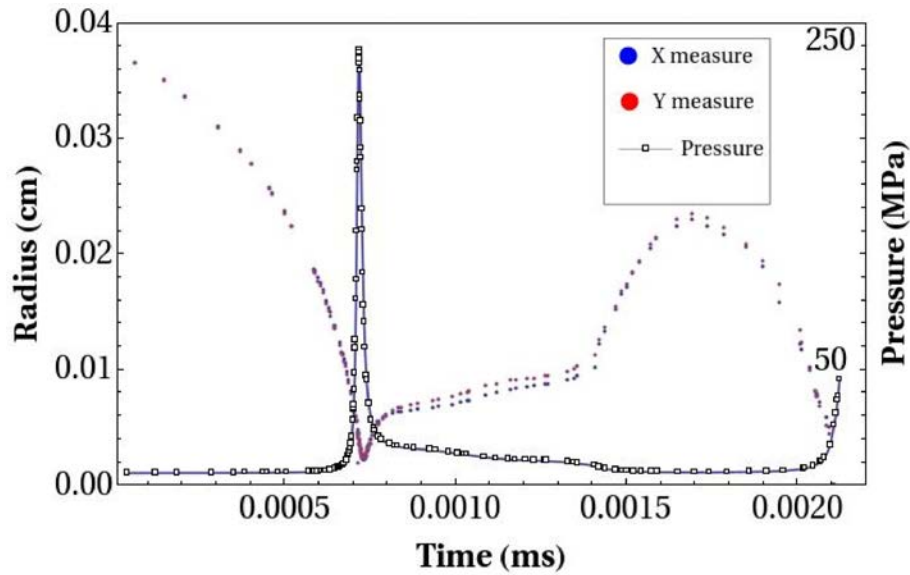 0.04
250
X measure
Y measure
Pressure
0.03
Radius (cm)
Pressure (MPa)
0.02
50
0.01
0.00
0.0005
0.0010
0.0015
0.0020
Time (ms)